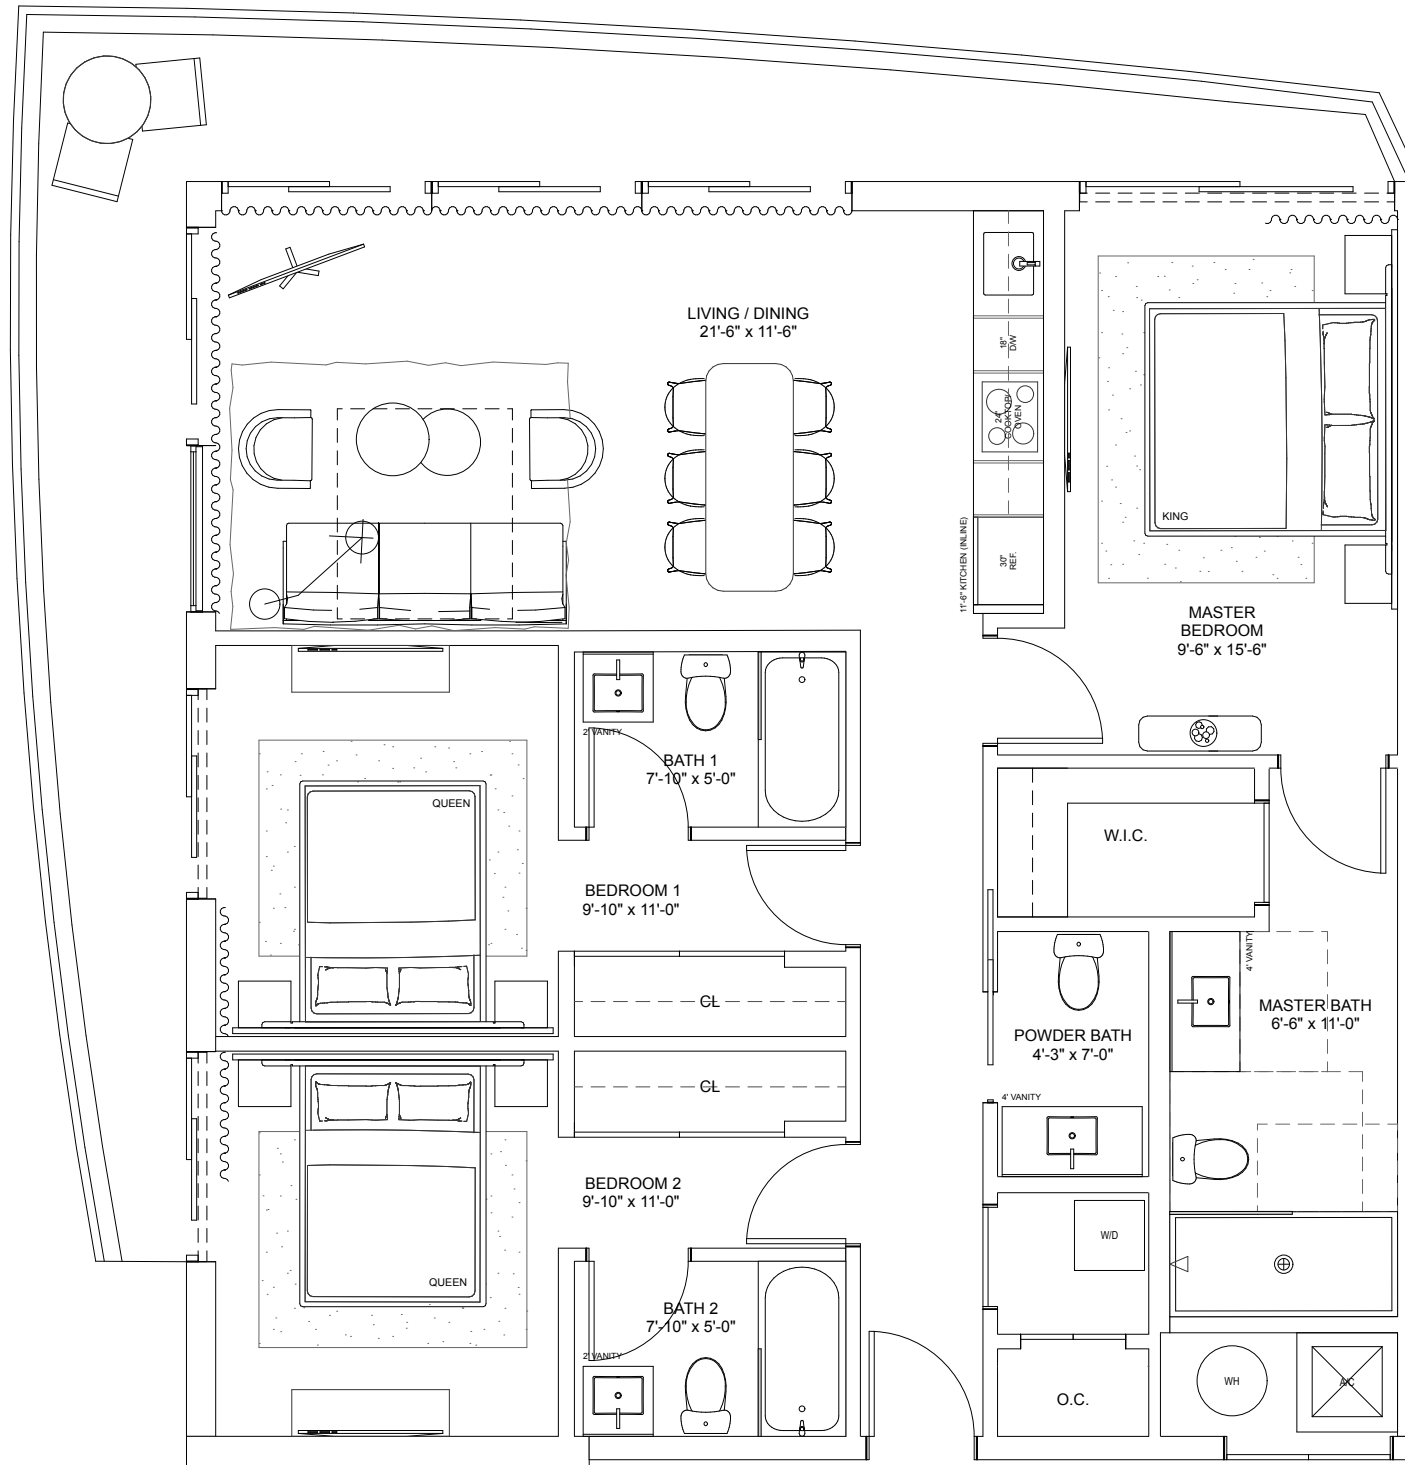 LIVING / DINING
21'-6" x 11'-6"
18"
D/W
24"
COOKTOP/
OVEN
30"
REF.
11'-6" KITCHEN (INLINE)
KING
MASTER
BEDROOM
9'-6" x 15'-6"
2' VANITY
BATH 1
7'-10" x 5'-0"
QUEEN
W.I.C.
BEDROOM 1
9'-10" x 11'-0"
4' VANITY
CL
MASTER BATH
6'-6" x 11'-0"
POWDER BATH
4'-3" x 7'-0"
CL
4' VANITY
BEDROOM 2
9'-10" x 11'-0"
W/D
QUEEN
BATH 2
7'-10" x 5'-0"
2' VANITY
WH
A/C
O.C.